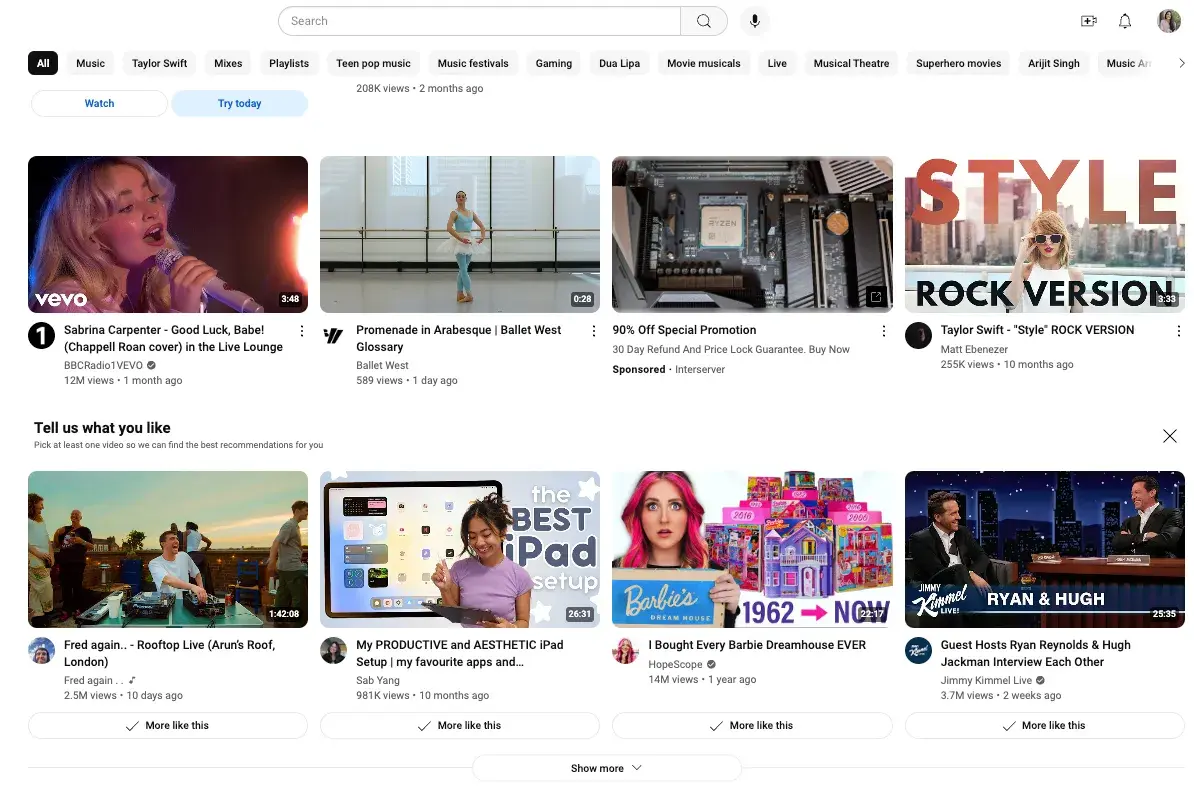 Search
All
Music
Taylor Swift
Mixes
Playlists
Teen pop music
Music festivals
Gaming
Dua Lipa
Movie musicals
Live
Musical Theatre
Superhero movies
Arijit Singh
Music Arr
Watch
Try today
208K views • 2 months ago
vevo
3:48
0:28
RYZEN
STYLE
ROCK VERSION
3:33
1
Sabrina Carpenter - Good Luck, Babe!
(Chappell Roan cover) in the Live Lounge
BBCRadio1VEVO
12M views • 1 month ago
Promenade in Arabesque | Ballet West
Glossary
Ballet West
589 views • 1 day ago
90% Off Special Promotion
30 Day Refund And Price Lock Guarantee. Buy Now
Sponsored · Interserver
Taylor Swift - "Style" ROCK VERSION
Matt Ebenezer
255K views • 10 months ago
Tell us what you like
Pick at least one video so we can find the best recommendations for you
1:42:08
the
BEST
iPad
setup
26:31
2016
2000
Barbie's
DREAM HOUSE
1962 → NOW
22:17
JIMMY
Kimmel
LIVE!
RYAN & HUGH
25:35
Fred again.. - Rooftop Live (Arun's Roof,
London)
Fred again . .
2.5M views • 10 days ago
My PRODUCTIVE and AESTHETIC iPad
Setup | my favourite apps and...
Sab Yang
981K views • 10 months ago
I Bought Every Barbie Dreamhouse EVER
HopeScope
14M views • 1 year ago
Guest Hosts Ryan Reynolds & Hugh
Jackman Interview Each Other
Jimmy Kimmel Live
3.7M views • 2 weeks ago
More like this
More like this
More like this
More like this
Show more